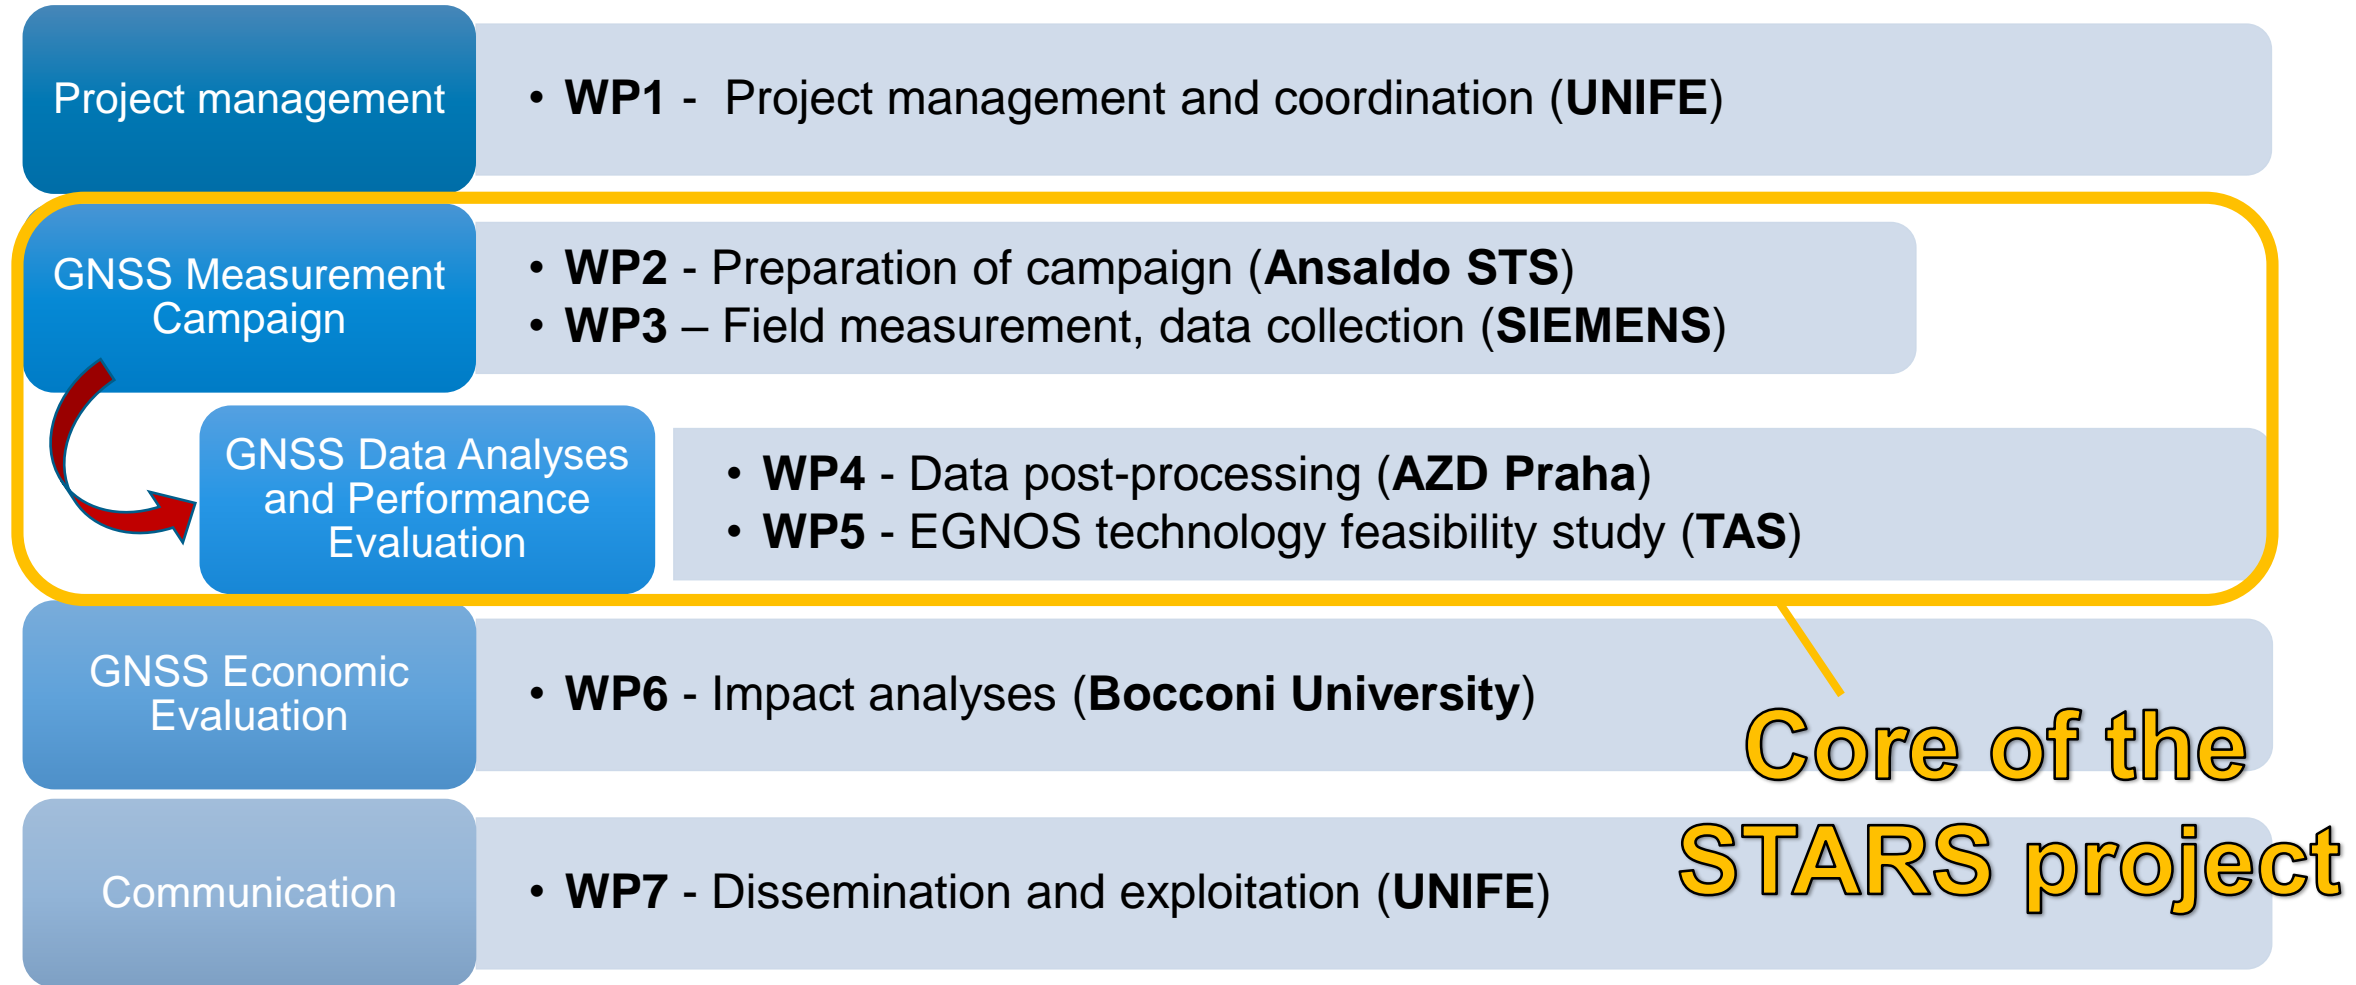 Project management
• WP1 - Project management and coordination (UNIFE)
GNSS Measurement
Campaign
• WP2 - Preparation of campaign (Ansaldo STS)
• WP3 – Field measurement, data collection (SIEMENS)
GNSS Data Analyses
and Performance
Evaluation
• WP4 - Data post-processing (AZD Praha)
• WP5 - EGNOS technology feasibility study (TAS)
GNSS Economic
Evaluation
• WP6 - Impact analyses (Bocconi University)
Core of the
STARS project
Communication
• WP7 - Dissemination and exploitation (UNIFE)